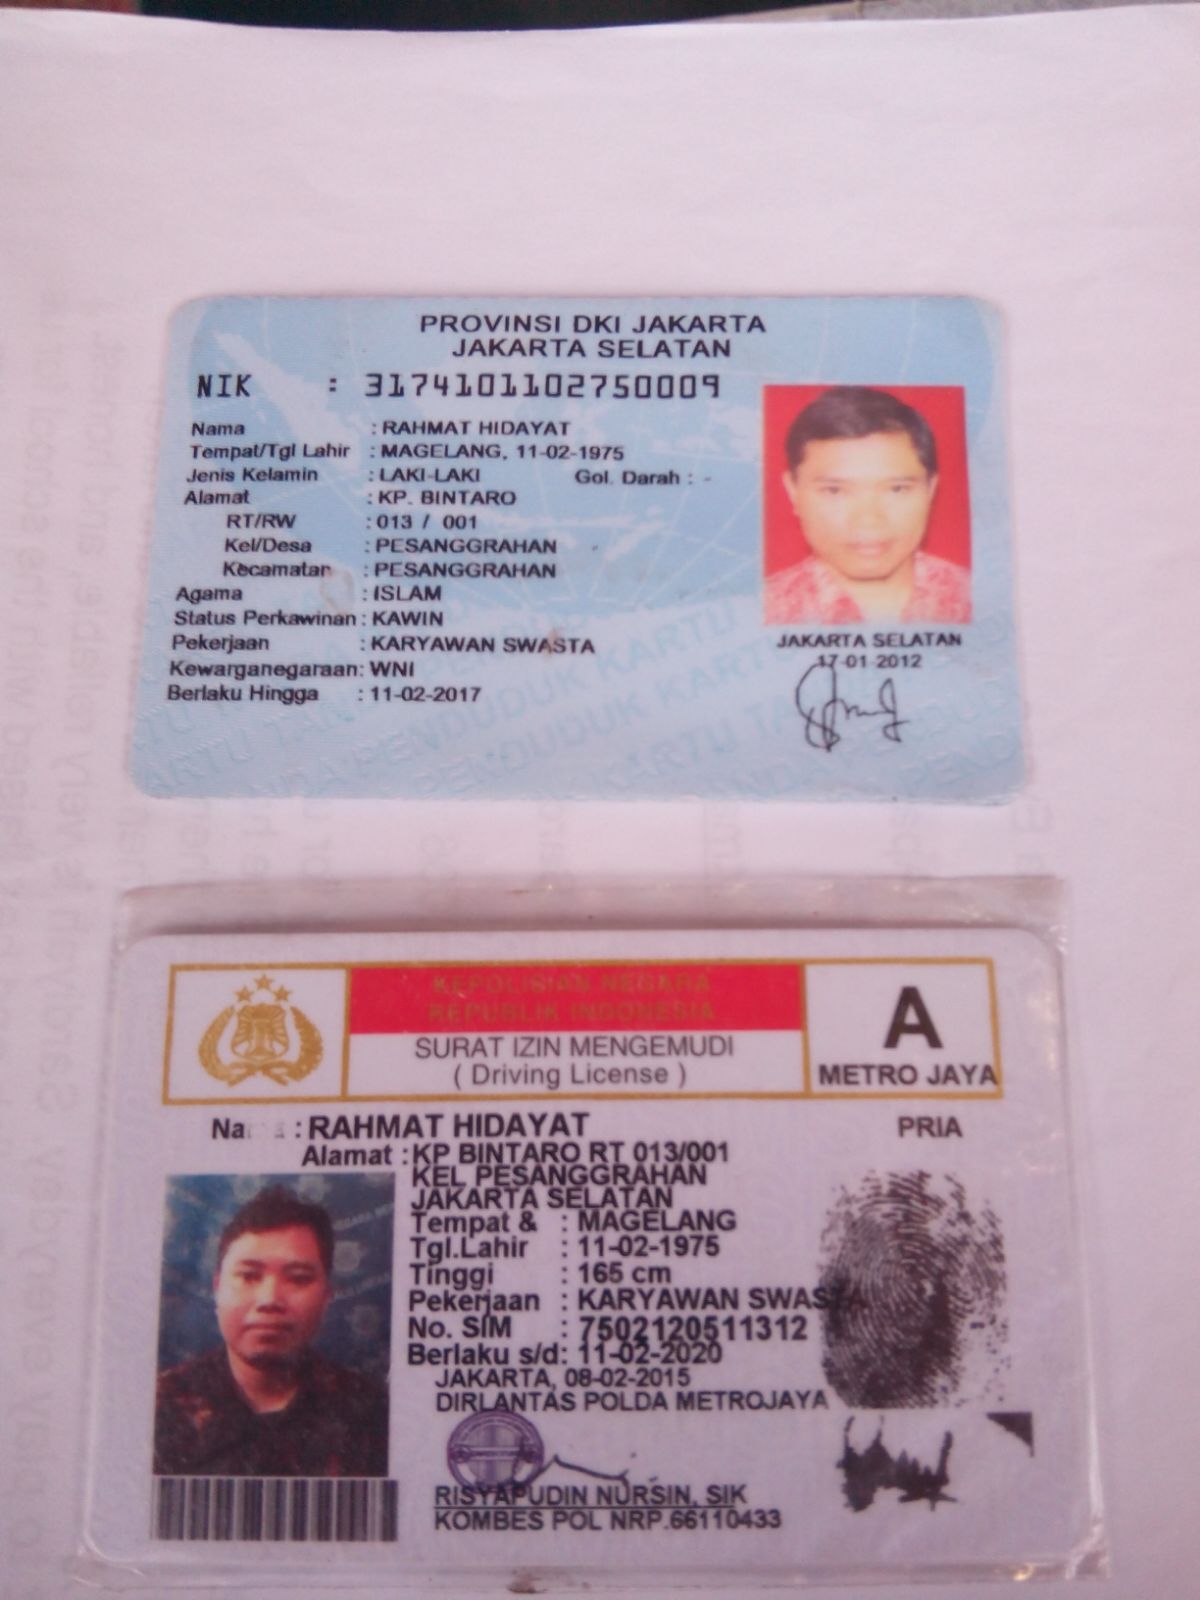 PROVINSI DKI JAKARTA
JAKARTA SELATAN
NIK : 3174101102750009
Nama : RAHMAT HIDAYAT
Tempat/Tgl Lahir : MAGELANG, 11-02-1975
Jenis Kelamin : LAKI-LAKI Gol. Darah : -
Alamat : KP. BINTARO
RT/RW : 013 / 001
Kel/Desa : PESANGGRAHAN
Kecamatan : PESANGGRAHAN
Agama : ISLAM
Status Perkawinan : KAWIN
Pekerjaan : KARYAWAN SWASTA
Kewarganegaraan : WNI
Berlaku Hingga : 11-02-2017
JAKARTA SELATAN
17-01-2012
KEPOLISIAN NEGARA
REPUBLIK INDONESIA
SURAT IZIN MENGEMUDI
( Driving License )
A
METRO JAYA
Na : RAHMAT HIDAYAT
PRIA
Alamat : KP BINTARO RT 013/001
KEL PESANGGRAHAN
JAKARTA SELATAN
Tempat & : MAGELANG
Tgl.Lahir : 11-02-1975
Tinggi : 165 cm
Pekerjaan : KARYAWAN SWASTA
No. SIM : 7502120511312
Berlaku s/d : 11-02-2020
JAKARTA, 08-02-2015
DIRLANTAS POLDA METROJAYA
RISYAPUDIN NURSIN, SIK
KOMBES POL NRP.66110433